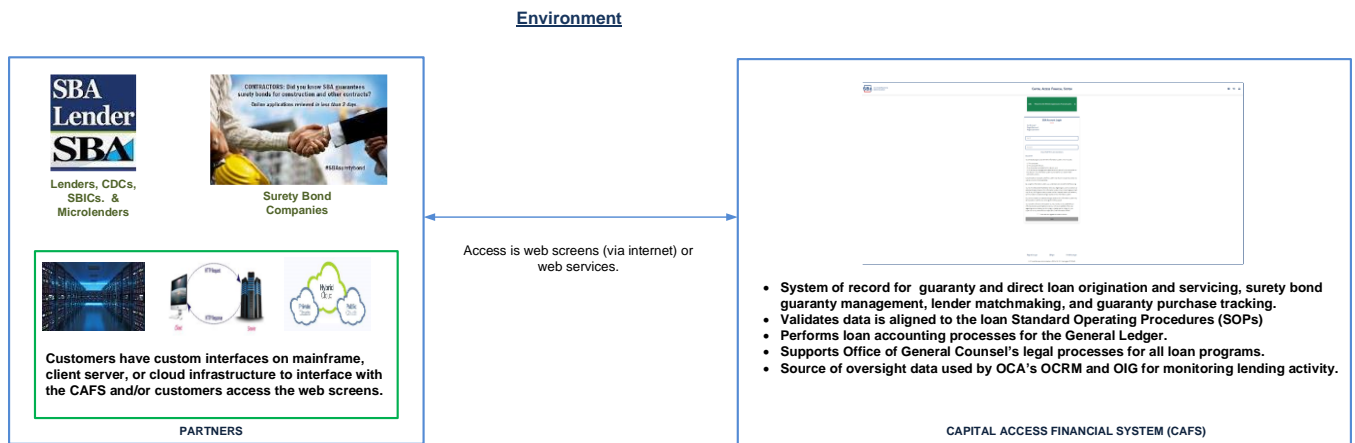 Environment
SBA
Lender
SBA
CONTRACTORS: Did you know SBA guarantees
surety bonds for construction and other contracts?
Online applications reviewed in less than 2 days.
#SBAsuretybond
Lenders, CDCs,
SBICs. &
Microlenders
Surety Bond
Companies
Hybrid
Customers have custom interfaces on mainframe,
client server, or cloud infrastructure to interface with
the CAFS and/or customers access the web screens.
PARTNERS
Access is web screens (via internet) or
web services.
• System of record for guaranty and direct loan origination and servicing, surety bond
guaranty management, lender matchmaking, and guaranty purchase tracking.
• Validates data is aligned to the loan Standard Operating Procedures (SOPs)
• Performs loan accounting processes for the General Ledger.
• Supports Office of General Counsel's legal processes for all loan programs.
• Source of oversight data used by OCA's OCRM and OIG for monitoring lending activity.
CAPITAL ACCESS FINANCIAL SYSTEM (CAFS)